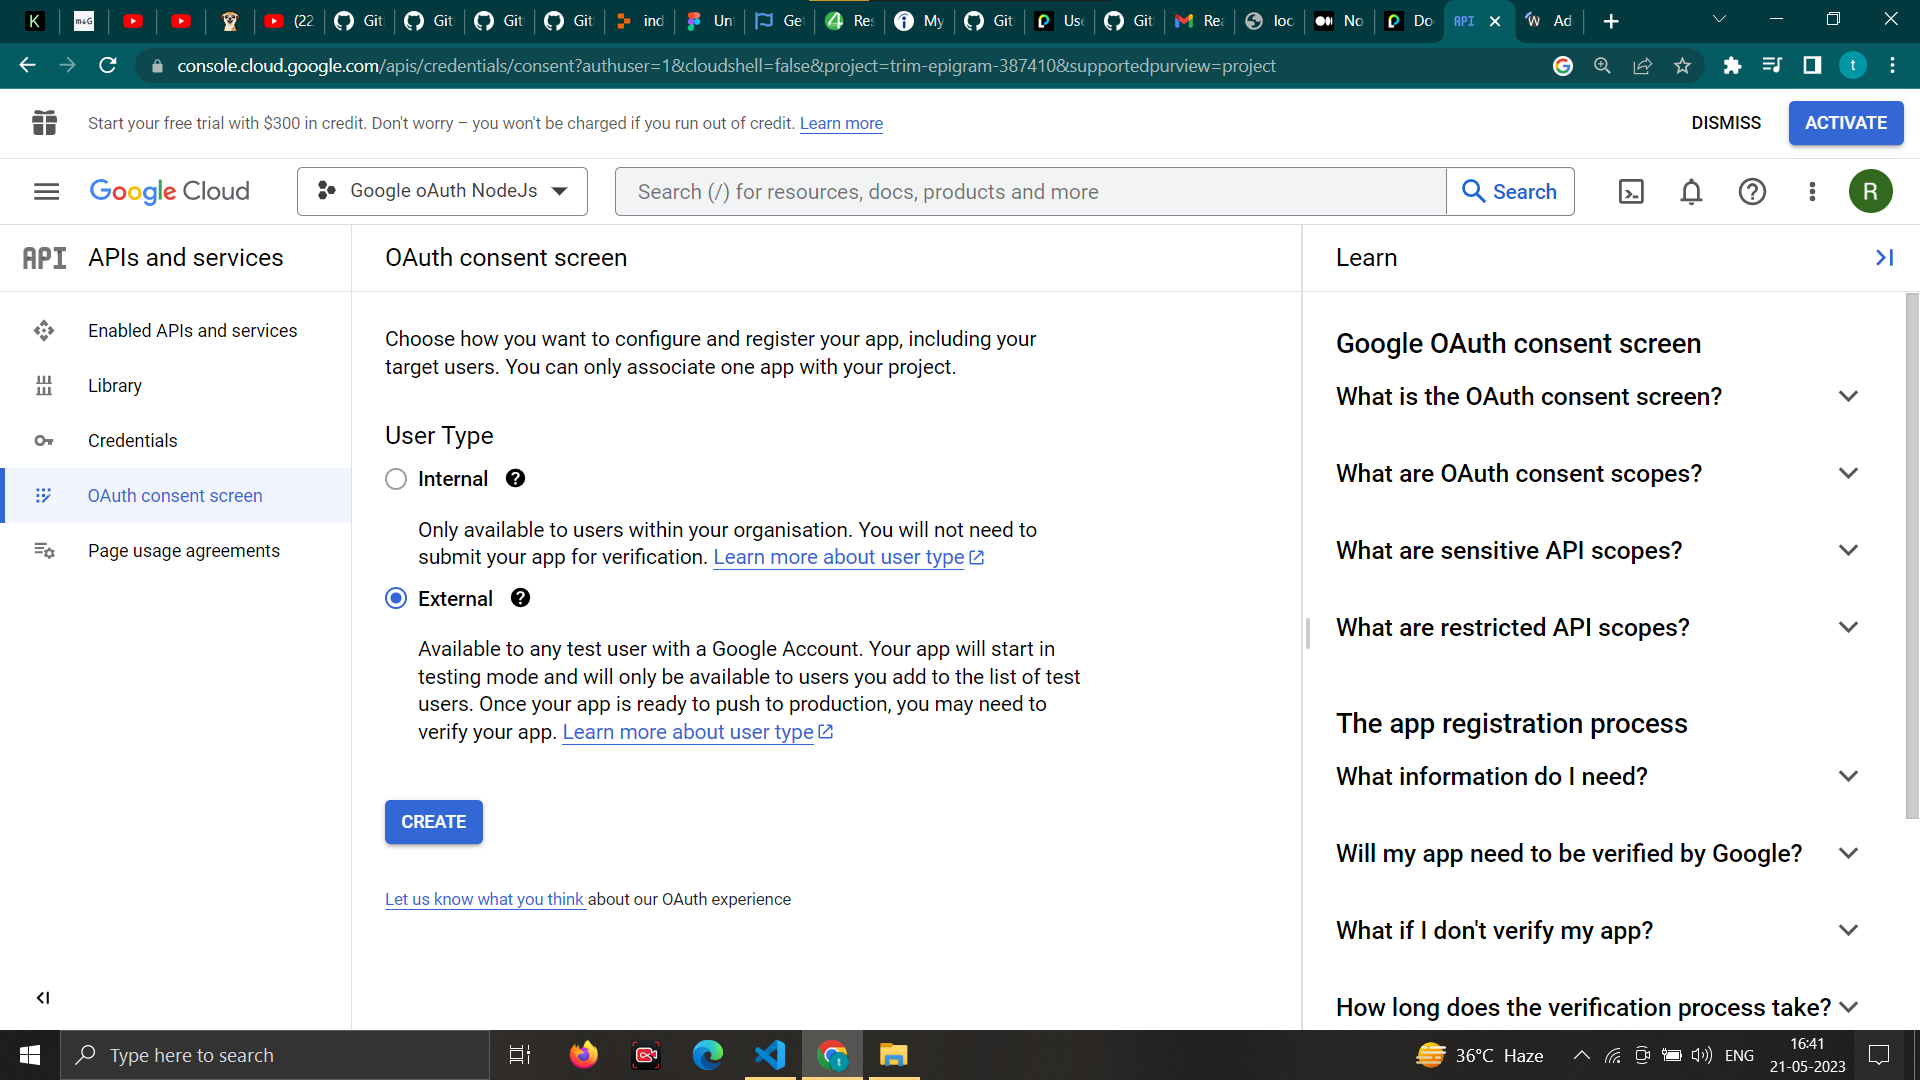 K
M↓G
(22
Git
Git
Git
Git
ind
Un
Get
Res
My
Git
Use
Git
Rea
loc
No
Do
API
Ad
console.cloud.google.com/apis/credentials/consent?authuser=1&cloudshell=false&project=trim-epigram-387410&supportedpurview=project
t
Start your free trial with $300 in credit. Don't worry – you won't be charged if you run out of credit. Learn more
DISMISS
ACTIVATE
Google Cloud
Google oAuth NodeJs
Search (/) for resources, docs, products and more
Search
R
API APIs and services
Enabled APIs and services
Library
Credentials
OAuth consent screen
Page usage agreements
OAuth consent screen
Choose how you want to configure and register your app, including your
target users. You can only associate one app with your project.
User Type
Internal
Only available to users within your organisation. You will not need to
submit your app for verification. Learn more about user type
External
Available to any test user with a Google Account. Your app will start in
testing mode and will only be available to users you add to the list of test
users. Once your app is ready to push to production, you may need to
verify your app. Learn more about user type
CREATE
Let us know what you think about our OAuth experience
Learn
Google OAuth consent screen
What is the OAuth consent screen?
What are OAuth consent scopes?
What are sensitive API scopes?
What are restricted API scopes?
The app registration process
What information do I need?
Will my app need to be verified by Google?
What if I don't verify my app?
How long does the verification process take?
Type here to search
36°C Haze
ENG
16:41
21-05-2023